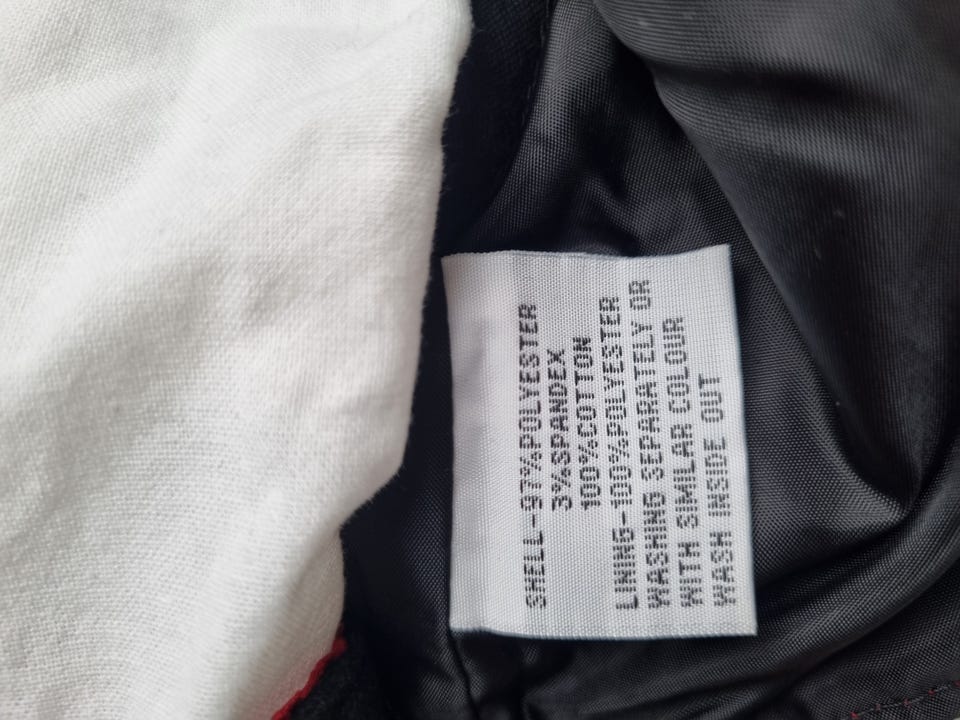 SHELL-97%POLYESTER
3%SPANDEX
100%COTTON
LINING-100%POLYESTER
WASHING SEPARATELY OR
WITH SIMILAR COLOUR
WASH INSIDE OUT